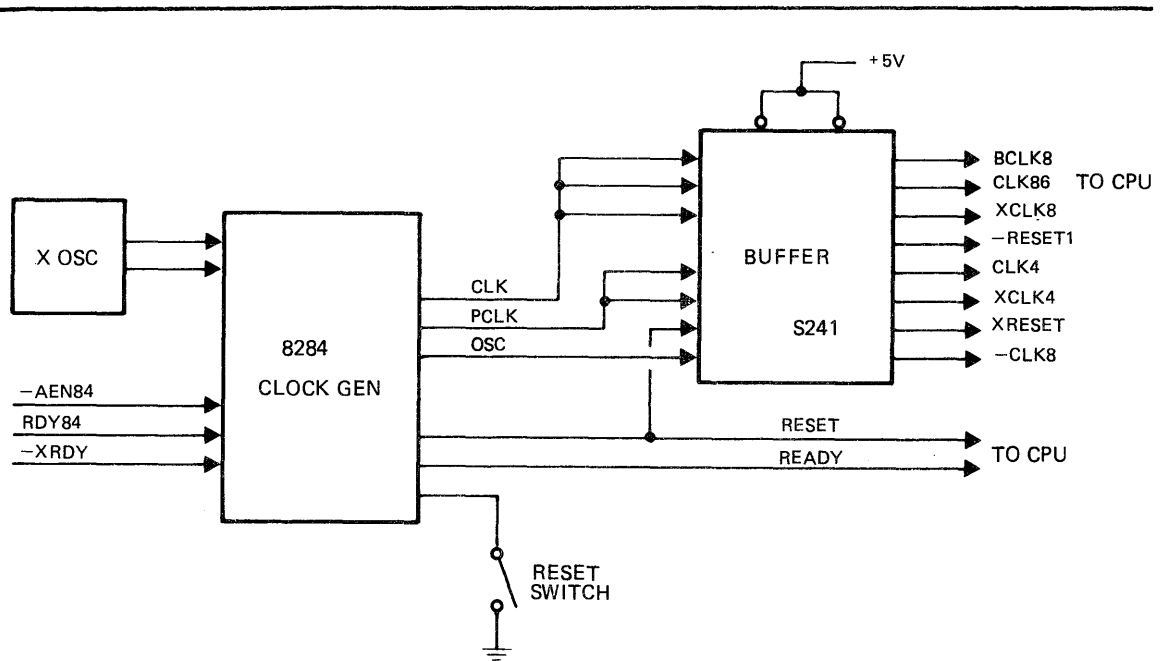 +5V
BCLK8
CLK86 TO CPU
XCLK8
−RESET1
CLK4
XCLK4
XRESET
−CLK8
BUFFER
S241
X OSC
CLK
PCLK
OSC
8284
CLOCK GEN
−AEN84
RDY84
−XRDY
RESET
READY
TO CPU
RESET
SWITCH